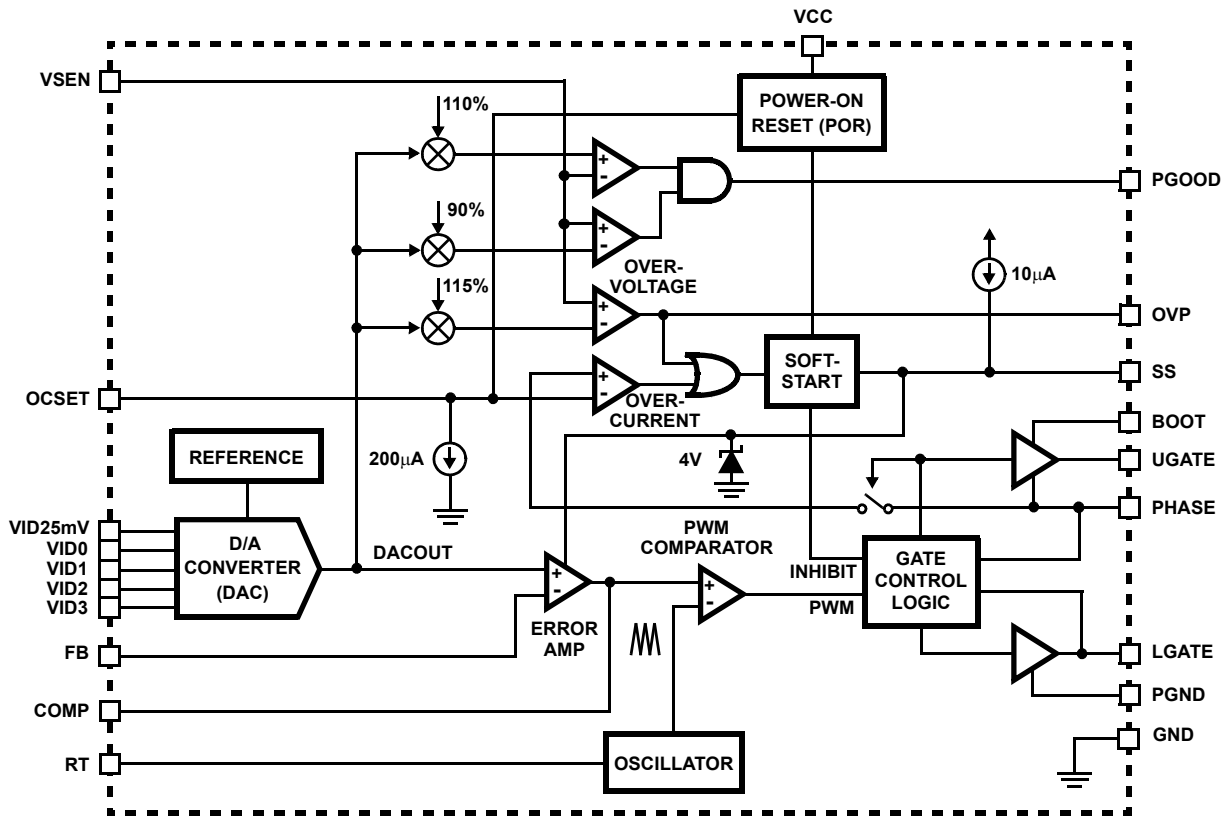 VCC
VSEN
110%
POWER-ON
RESET (POR)
+
-
PGOOD
90%
+
-
OVER-
VOLTAGE
10µA
115%
+
-
OVP
SOFT-
START
SS
OCSET
+
-
OVER-
CURRENT
BOOT
REFERENCE
200µA
4V
UGATE
PHASE
VID25mV
VID0
VID1
VID2
VID3
D/A
CONVERTER
(DAC)
DACOUT
PWM
COMPARATOR
+
-
+
-
INHIBIT
PWM
GATE
CONTROL
LOGIC
ERROR
AMP
FB
LGATE
COMP
PGND
GND
RT
OSCILLATOR